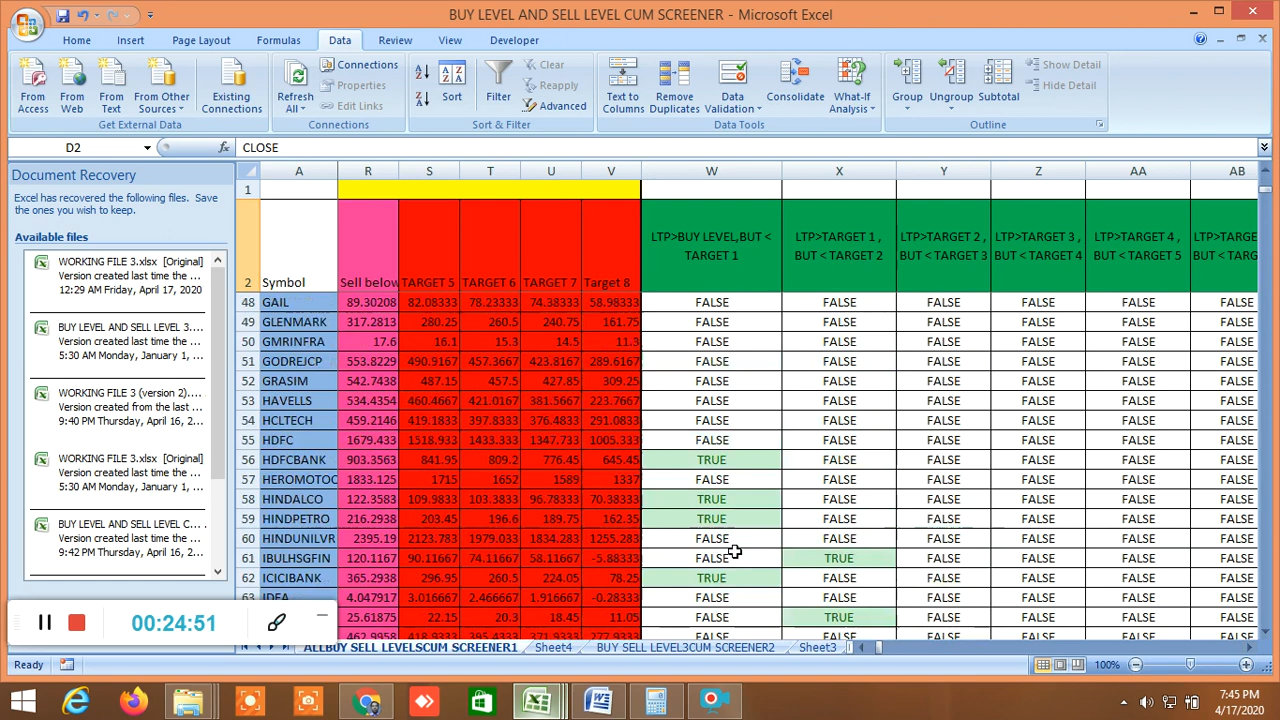 BUY LEVEL AND SELL LEVEL CUM SCREENER - Microsoft Excel
Home Insert Page Layout Formulas Data Review View Developer
From Access From Web From Text From Other Sources Existing Connections Refresh All Connections Properties Edit Links Sort Filter Clear Reapply Advanced Text to Columns Remove Duplicates Data Validation Consolidate What-If Analysis Group Ungroup Subtotal Show Detail Hide Detail
Get External Data Connections Sort & Filter Data Tools Outline
D2 fx CLOSE
Document Recovery
Excel has recovered the following files. Save
the ones you wish to keep.
Available files
WORKING FILE 3.xlsx [Original]
Version created last time the ...
12:29 AM Friday, April 17, 2020
BUY LEVEL AND SELL LEVEL 3....
Version created last time the ...
5:30 AM Monday, January 1, ...
WORKING FILE 3 (version 2)....
Version created from the last ...
9:40 PM Thursday, April 16, 2...
WORKING FILE 3.xlsx [Original]
Version created last time the ...
5:30 AM Monday, January 1, ...
BUY LEVEL AND SELL LEVEL C...
Version created last time the ...
9:42 PM Thursday, April 16, 2...
00:24:51
A R S T U V W X Y Z AA AB
1
2 Symbol Sell below TARGET 5 TARGET 6 TARGET 7 Target 8 LTP>BUY LEVEL,BUT < TARGET 1 LTP>TARGET 1 , BUT < TARGET 2 LTP>TARGET 2 , BUT < TARGET 3 LTP>TARGET 3 , BUT < TARGET 4 LTP>TARGET 4 , BUT < TARGET 5
48 GAIL 89.30208 82.08333 78.23333 74.38333 58.98333 FALSE FALSE FALSE FALSE FALSE FALSE
49 GLENMARK 317.2813 280.25 260.5 240.75 161.75 FALSE FALSE FALSE FALSE FALSE FALSE
50 GMRINFRA 17.6 16.1 15.3 14.5 11.3 FALSE FALSE FALSE FALSE FALSE FALSE
51 GODREJCP 553.8229 490.9167 457.3667 423.8167 289.6167 FALSE FALSE FALSE FALSE FALSE FALSE
52 GRASIM 542.7438 487.15 457.5 427.85 309.25 FALSE FALSE FALSE FALSE FALSE FALSE
53 HAVELLS 534.4354 460.4667 421.0167 381.5667 223.7667 FALSE FALSE FALSE FALSE FALSE FALSE
54 HCLTECH 459.2146 419.1833 397.8333 376.4833 291.0833 FALSE FALSE FALSE FALSE FALSE FALSE
55 HDFC 1679.433 1518.933 1433.333 1347.733 1005.333 FALSE FALSE FALSE FALSE FALSE FALSE
56 HDFCBANK 903.3563 841.95 809.2 776.45 645.45 TRUE FALSE FALSE FALSE FALSE FALSE
57 HEROMOTOC 1833.125 1715 1652 1589 1337 FALSE FALSE FALSE FALSE FALSE FALSE
58 HINDALCO 122.3583 109.9833 103.3833 96.78333 70.38333 TRUE FALSE FALSE FALSE FALSE FALSE
59 HINDPETRO 216.2938 203.45 196.6 189.75 162.35 TRUE FALSE FALSE FALSE FALSE FALSE
60 HINDUNILVR 2395.19 2123.783 1979.033 1834.283 1255.283 FALSE FALSE FALSE FALSE FALSE FALSE
61 IBULHSGFIN 120.1167 90.11667 74.11667 58.11667 -5.88333 FALSE TRUE FALSE FALSE FALSE FALSE
62 ICICIBANK 365.2938 296.95 260.5 224.05 78.25 TRUE FALSE FALSE FALSE FALSE FALSE
63 IDEA 4.047917 3.016667 2.466667 1.916667 -0.28333 FALSE FALSE FALSE FALSE FALSE FALSE
25.61875 22.15 20.3 18.45 11.05 FALSE TRUE FALSE FALSE FALSE FALSE
462.9958 418.9333 395.4333 371.9333 277.9333 FALSE FALSE FALSE FALSE FALSE FALSE
ALLBUY SELL LEVELSCUM SCREENER1 Sheet4 BUY SELL LEVEL3CUM SCREENER2 Sheet3
Ready 100%
7:45 PM
4/17/2020